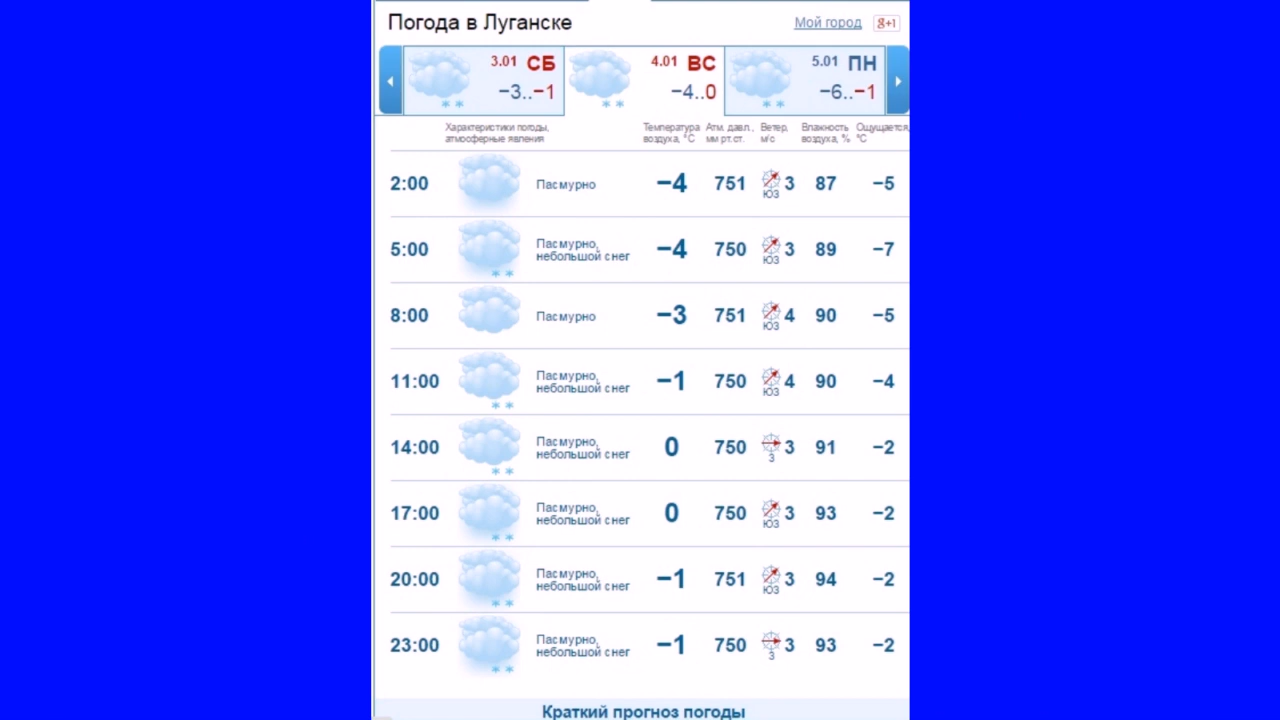 Погода в Луганске
Мой город
g+1
3.01 СБ
−3..−1
4.01 ВС
−4..0
5.01 ПН
−6..−1
Характеристики погоды,
атмосферные явления
Температура
воздуха, °C
Атм. давл.,
мм рт.ст.
Ветер,
м/с
Влажность
воздуха, %
Ощущается,
°C
2:00 Пасмурно −4 751 ЮЗ 3 87 −5
5:00 Пасмурно,
небольшой снег −4 750 ЮЗ 3 89 −7
8:00 Пасмурно −3 751 ЮЗ 4 90 −5
11:00 Пасмурно,
небольшой снег −1 750 ЮЗ 4 90 −4
14:00 Пасмурно,
небольшой снег 0 750 З 3 91 −2
17:00 Пасмурно,
небольшой снег 0 750 ЮЗ 3 93 −2
20:00 Пасмурно,
небольшой снег −1 751 ЮЗ 3 94 −2
23:00 Пасмурно,
небольшой снег −1 750 З 3 93 −2
Краткий прогноз погоды